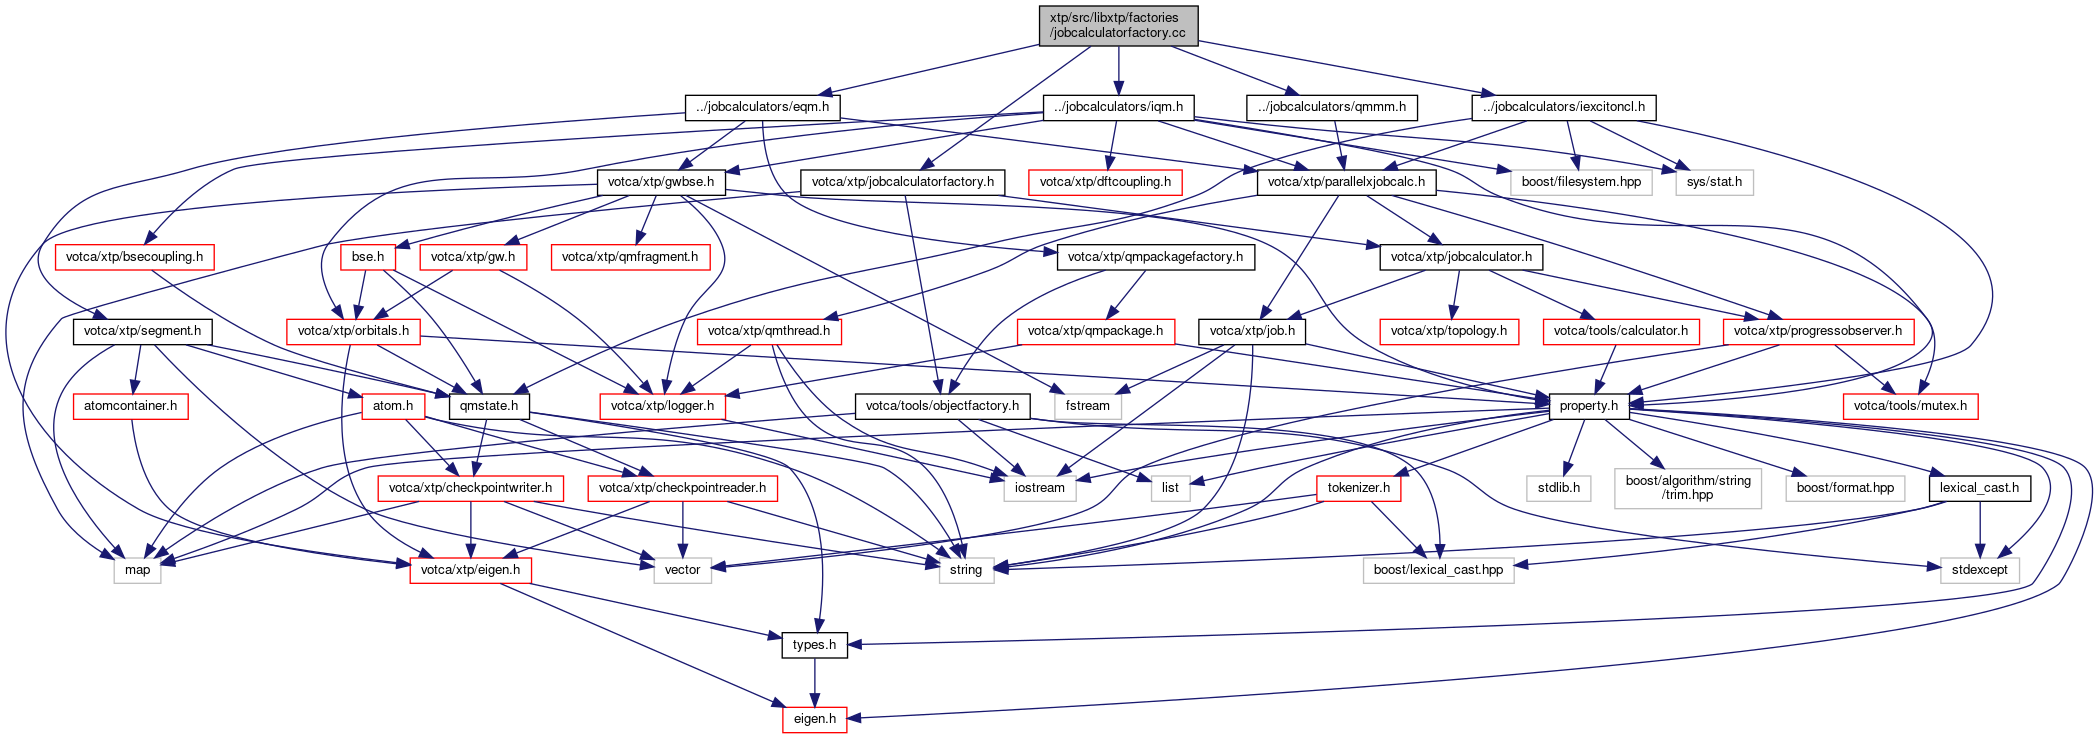 xtp/src/libxtp/factories
/jobcalculatorfactory.cc
../jobcalculators/eqm.h
../jobcalculators/iqm.h
../jobcalculators/qmmm.h
../jobcalculators/iexcitoncl.h
votca/xtp/gwbse.h
votca/xtp/jobcalculatorfactory.h
votca/xtp/dftcoupling.h
votca/xtp/parallelxjobcalc.h
boost/filesystem.hpp
sys/stat.h
votca/xtp/bsecoupling.h
bse.h
votca/xtp/gw.h
votca/xtp/qmfragment.h
votca/xtp/qmpackagefactory.h
votca/xtp/jobcalculator.h
votca/xtp/segment.h
votca/xtp/orbitals.h
votca/xtp/qmthread.h
votca/xtp/qmpackage.h
votca/xtp/job.h
votca/xtp/topology.h
votca/tools/calculator.h
votca/xtp/progressobserver.h
atomcontainer.h
atom.h
qmstate.h
votca/xtp/logger.h
votca/tools/objectfactory.h
fstream
property.h
votca/tools/mutex.h
votca/xtp/checkpointwriter.h
votca/xtp/checkpointreader.h
iostream
list
tokenizer.h
stdlib.h
boost/algorithm/string
/trim.hpp
boost/format.hpp
lexical_cast.h
map
votca/xtp/eigen.h
vector
string
boost/lexical_cast.hpp
stdexcept
types.h
eigen.h